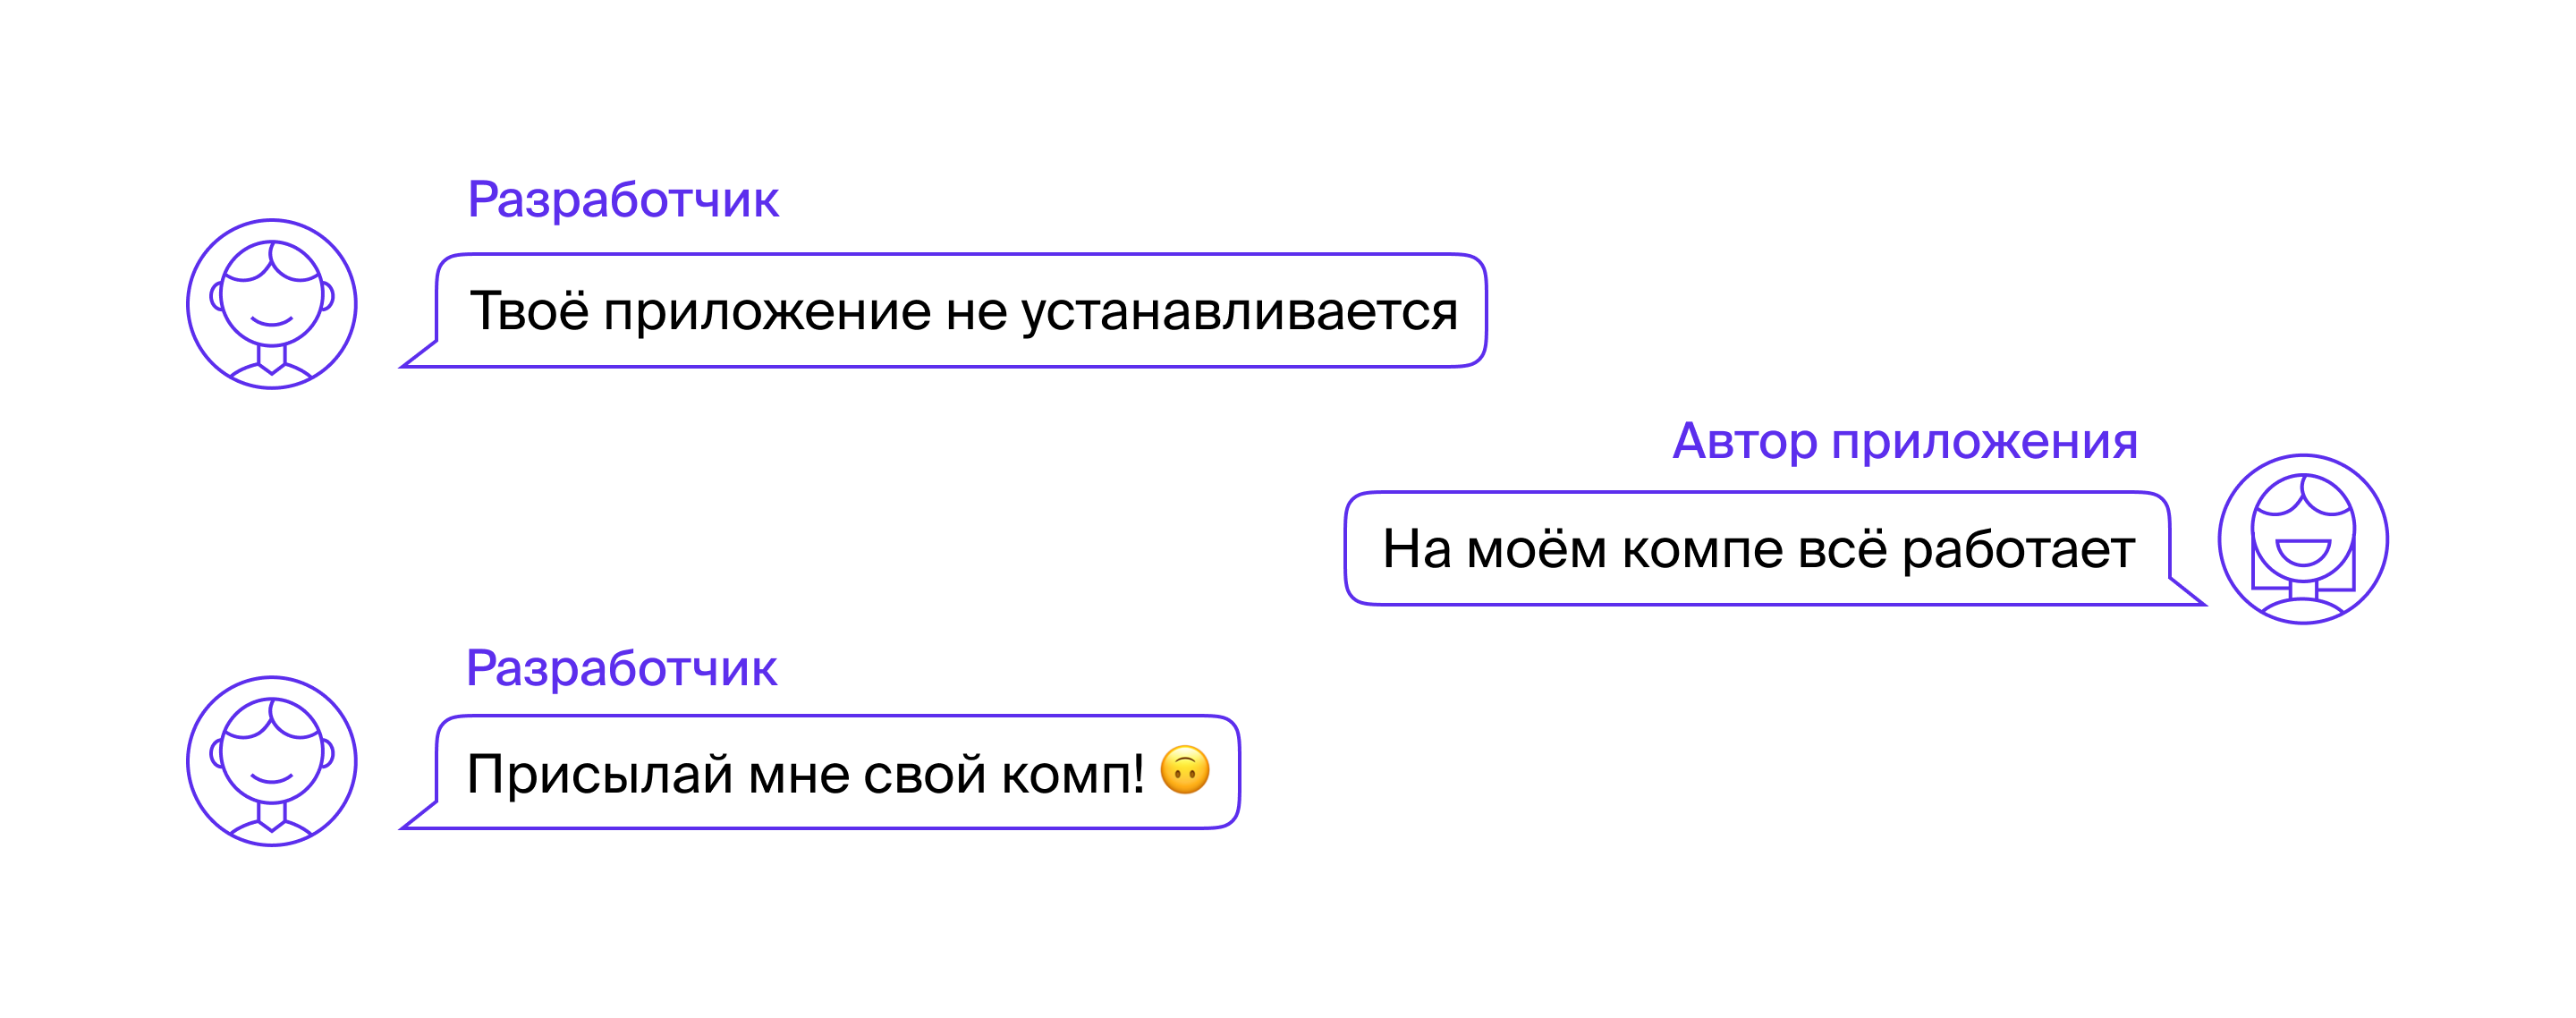 Разработчик
Твоё приложение не устанавливается
Автор приложения
На моём компе всё работает
Разработчик
Присылай мне свой комп! 🙃